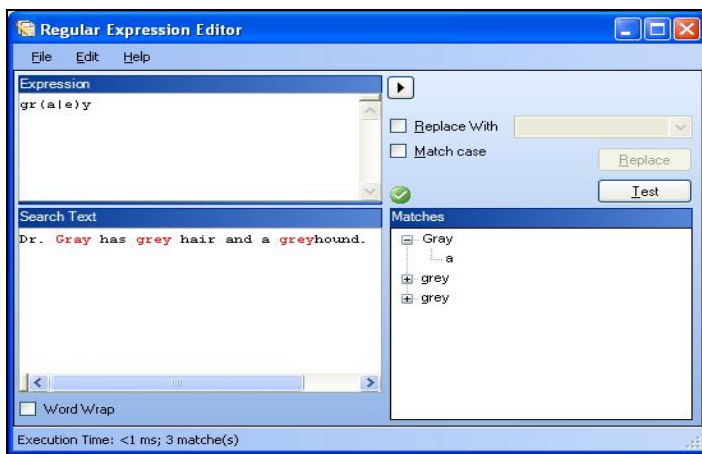 Regular Expression Editor
File Edit Help
Expression
gr(a|e)y
Replace With
Match case
Replace
Test
Search Text
Dr. Gray has grey hair and a greyhound.
Matches
Gray
a
grey
grey
Word Wrap
Execution Time: <1 ms; 3 matche(s)